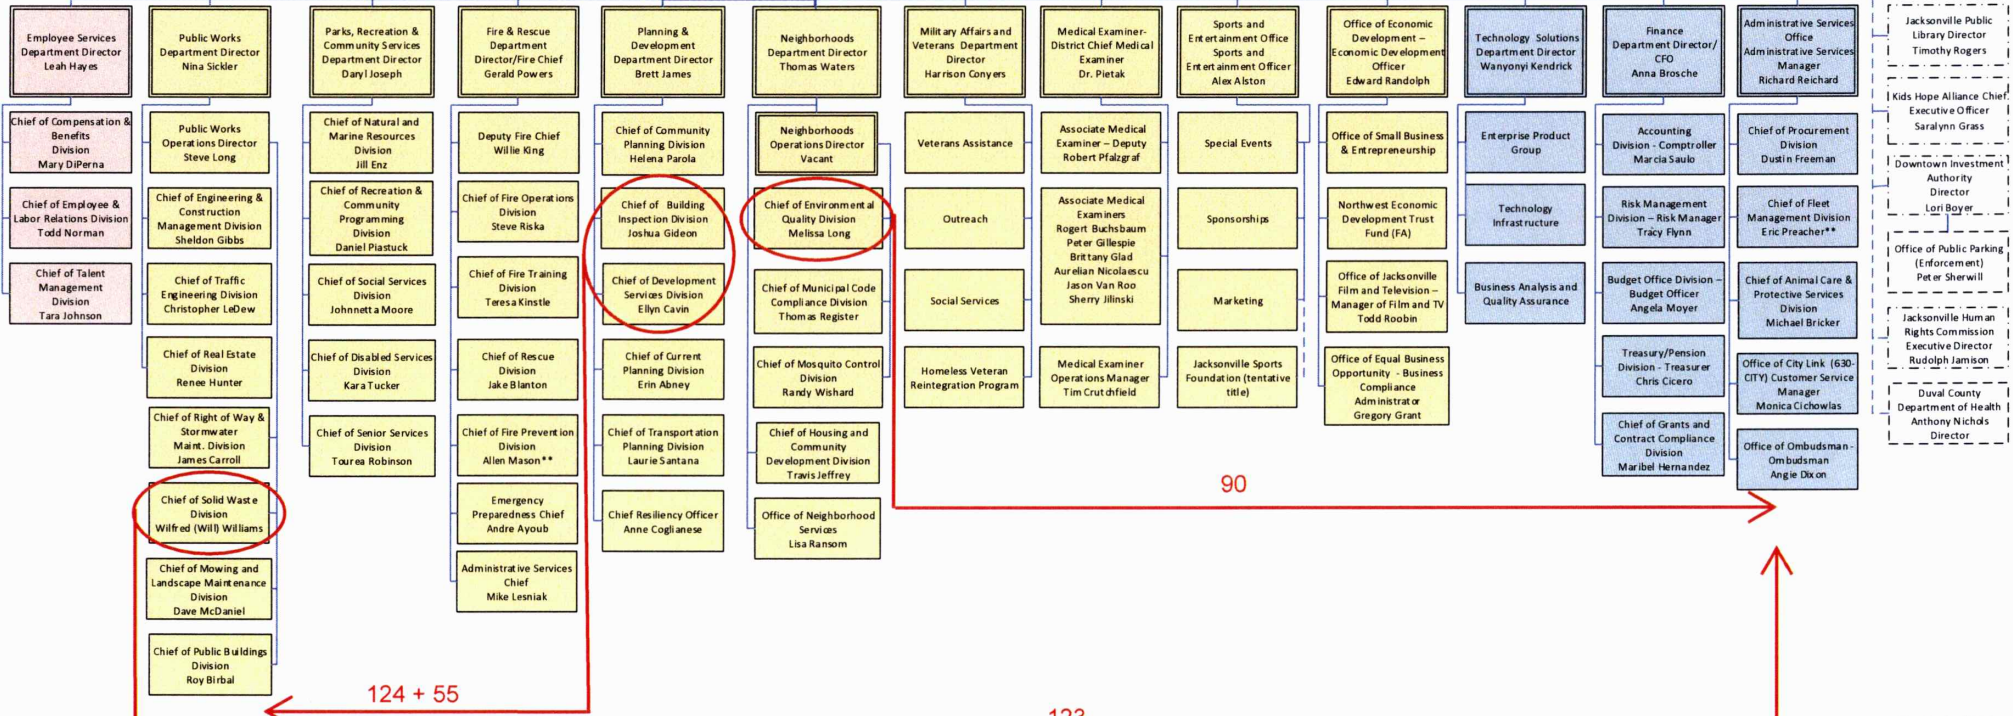 Employee Services
Department Director
Leah Hayes
Chief of Compensation &
Benefits
Division
Mary DiPerna
Chief of Employee &
Labor Relations Division
Todd Norman
Chief of Talent
Management
Division
Tara Johnson
Public Works
Department Director
Nina Sickler
Public Works
Operations Director
Steve Long
Chief of Engineering &
Construction
Management Division
Sheldon Gibbs
Chief of Traffic
Engineering Division
Christopher LeDew
Chief of Real Estate
Division
Renee Hunter
Chief of Right of Way &
Stormwater
Maint. Division
James Carroll
Chief of Solid Waste
Division
Wilfred (Will) Williams
Chief of Mowing and
Landscape Maintenance
Division
Dave McDaniel
Chief of Public Buildings
Division
Roy Birbal
Parks, Recreation &
Community Services
Department Director
Daryl Joseph
Chief of Natural and
Marine Resources
Division
Jill Enz
Chief of Recreation &
Community
Programming
Division
Daniel Piastuck
Chief of Social Services
Division
Johnnetta Moore
Chief of Disabled Services
Division
Kara Tucker
Chief of Senior Services
Division
Tourea Robinson
Fire & Rescue
Department
Director/Fire Chief
Gerald Powers
Deputy Fire Chief
Willie King
Chief of Fire Operations
Division
Steve Riska
Chief of Fire Training
Division
Teresa Kinstle
Chief of Rescue
Division
Jake Blanton
Chief of Fire Prevention
Division
Allen Mason**
Emergency
Preparedness Chief
Andre Ayoub
Administrative Services
Chief
Mike Lesniak
Planning &
Development
Department Director
Brett James
Chief of Community
Planning Division
Helena Parola
Chief of Building
Inspection Division
Joshua Gideon
Chief of Development
Services Division
Ellyn Cavin
Chief of Current
Planning Division
Erin Abney
Chief of Transportation
Planning Division
Laurie Santana
Chief Resiliency Officer
Anne Coglianese
Neighborhoods
Department Director
Thomas Waters
Neighborhoods
Operations Director
Vacant
Chief of Environmental
Quality Division
Melissa Long
Chief of Municipal Code
Compliance Division
Thomas Register
Chief of Mosquito Control
Division
Randy Wishard
Chief of Housing and
Community
Development Division
Travis Jeffrey
Office of Neighborhood
Services
Lisa Ransom
Military Affairs and
Veterans Department
Director
Harrison Conyers
Veterans Assistance
Outreach
Social Services
Homeless Veteran
Reintegration Program
Medical Examiner-
District Chief Medical
Examiner
Dr. Pietak
Associate Medical
Examiner – Deputy
Robert Pfalzgraf
Associate Medical
Examiners
Rogert Buchsbaum
Peter Gillespie
Brittany Glad
Aurelian Nicolaescu
Jason Van Roo
Sherry Jilinski
Medical Examiner
Operations Manager
Tim Crutchfield
Sports and
Entertainment Office
Sports and
Entertainment Officer
Alex Alston
Special Events
Sponsorships
Marketing
Jacksonville Sports
Foundation (tentative
title)
Office of Economic
Development –
Economic Development
Officer
Edward Randolph
Office of Small Business
& Entrepreneurship
Northwest Economic
Development Trust
Fund (FA)
Office of Jacksonville
Film and Television –
Manager of Film and TV
Todd Roobin
Office of Equal Business
Opportunity - Business
Compliance
Administrator
Gregory Grant
Technology Solutions
Department Director
Wanyonyi Kendrick
Enterprise Product
Group
Technology
Infrastructure
Business Analysis and
Quality Assurance
Finance
Department Director/
CFO
Anna Brosche
Accounting
Division - Comptroller
Marcia Saulo
Risk Management
Division – Risk Manager
Tracy Flynn
Budget Office Division –
Budget Officer
Angela Moyer
Treasury/Pension
Division - Treasurer
Chris Cicero
Chief of Grants and
Contract Compliance
Division
Maribel Hernandez
Administrative Services
Office
Administrative Services
Manager
Richard Reichard
Chief of Procurement
Division
Dustin Freeman
Chief of Fleet
Management Division
Eric Preacher**
Chief of Animal Care &
Protective Services
Division
Michael Bricker
Office of City Link (630-
CITY) Customer Service
Manager
Monica Cichowlas
Office of Ombudsman -
Ombudsman
Angie Dixon
Jacksonville Public
Library Director
Timothy Rogers
Kids Hope Alliance Chief
Executive Officer
Saralynn Grass
Downtown Investment
Authority
Director
Lori Boyer
Office of Public Parking
(Enforcement)
Peter Sherwill
Jacksonville Human
Rights Commission
Executive Director
Rudolph Jamison
Duval County
Department of Health
Anthony Nichols
Director
90
124 + 55
123